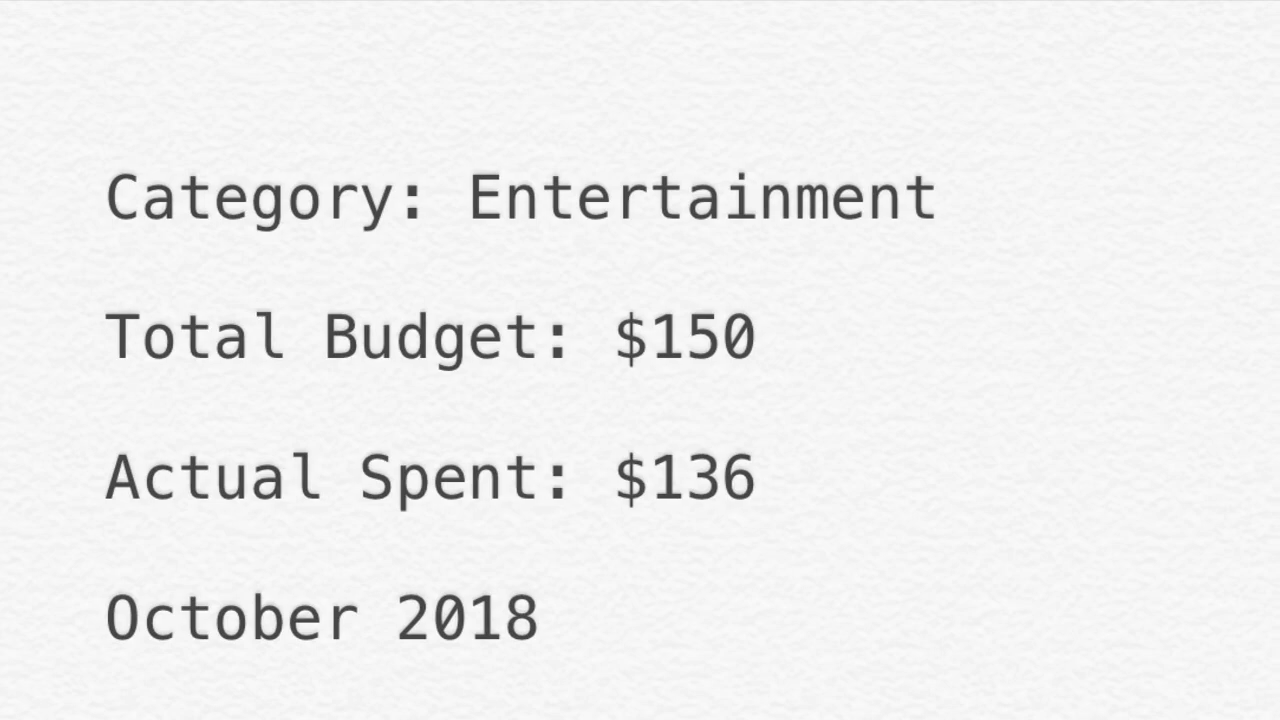 Category: Entertainment
Total Budget: $150
Actual Spent: $136
October 2018